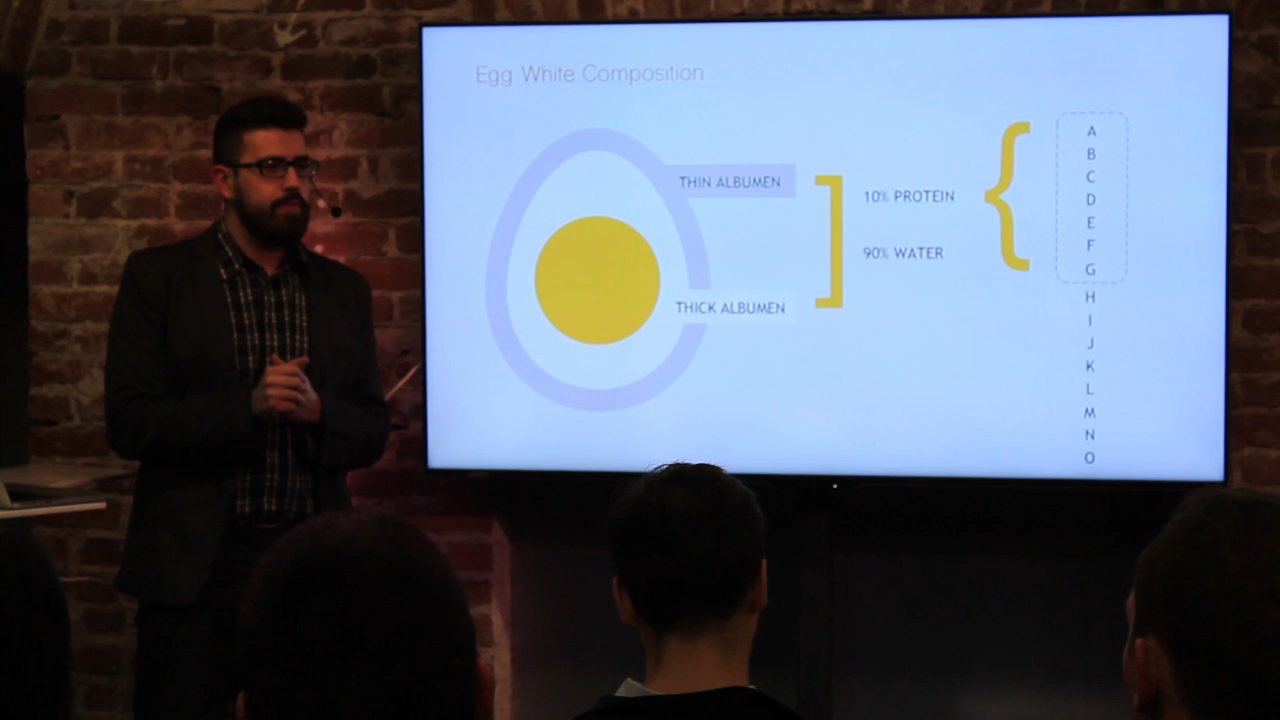 Egg White Composition
THIN ALBUMEN
THICK ALBUMEN
10% PROTEIN
90% WATER
A
B
C
D
E
F
G
H
I
J
K
L
M
N
O